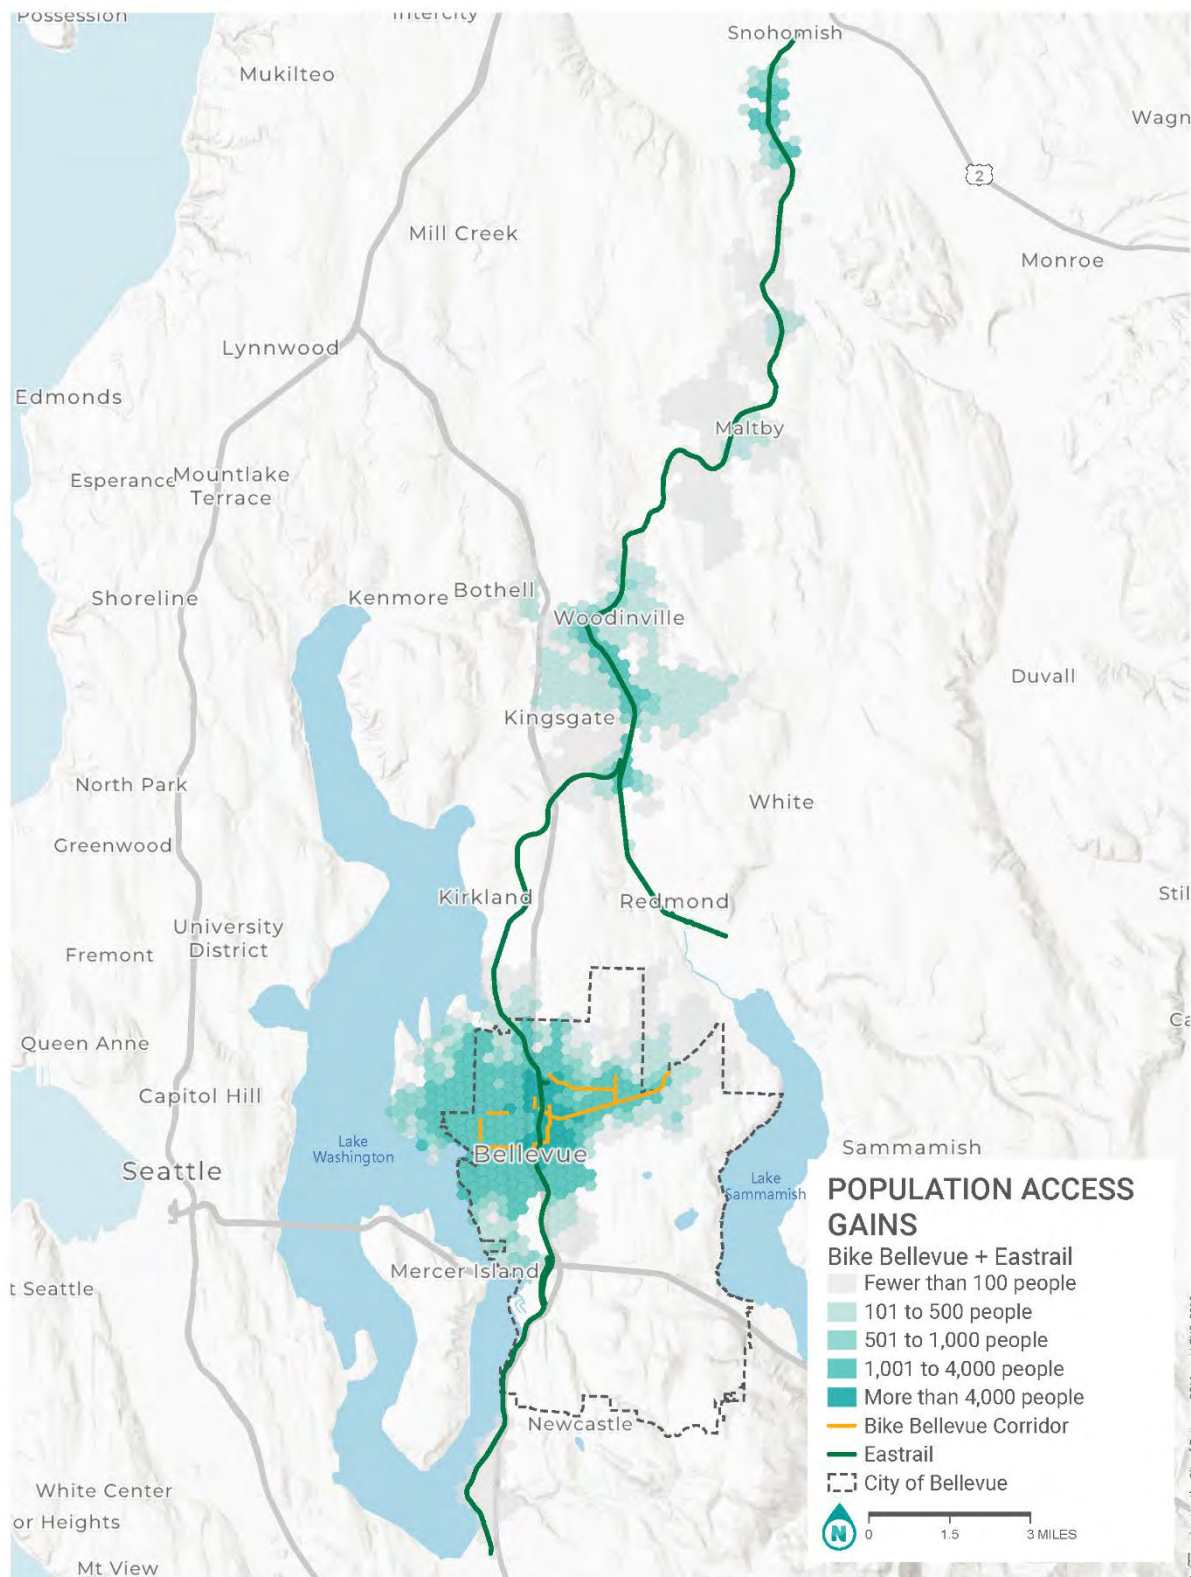 Possession
Intercity
Snohomish
Mukilteo
Wagn
2
Mill Creek
Monroe
Lynnwood
Edmonds
Maltby
Esperance
Mountlake
Terrace
Shoreline
Kenmore
Bothell
Woodinville
Duvall
Kingsgate
North Park
White
Greenwood
Kirkland
Redmond
Stil
University
District
Fremont
Ca
Queen Anne
Capitol Hill
Lake
Washington
Bellevue
Sammamish
Seattle
Lake
Sammamish
Mercer Island
t Seattle
Newcastle
White Center
or Heights
Mt View
POPULATION ACCESS
GAINS
Bike Bellevue + Eastrail
Fewer than 100 people
101 to 500 people
501 to 1,000 people
1,001 to 4,000 people
More than 4,000 people
Bike Bellevue Corridor
Eastrail
City of Bellevue
N
0 1.5 3 MILES